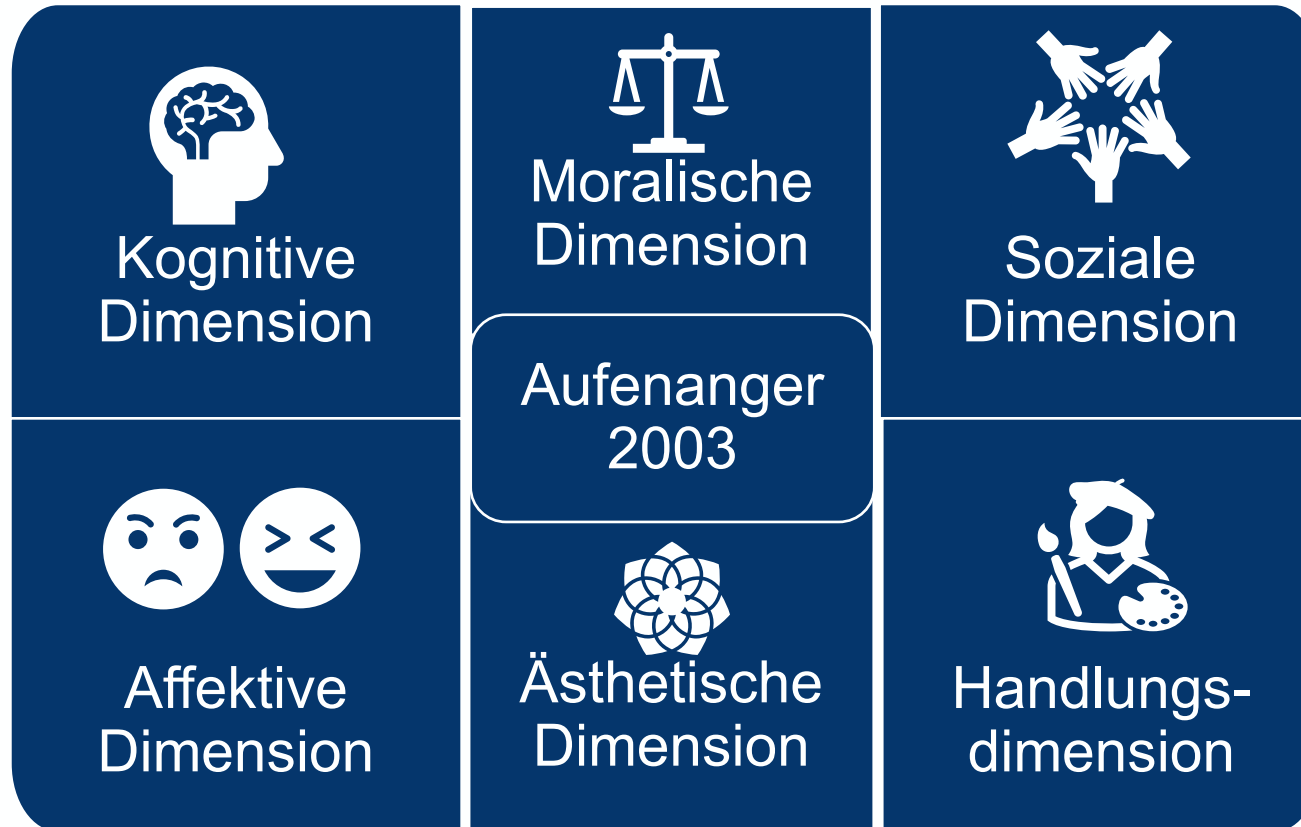 Kognitive
Dimension
Moralische
Dimension
Soziale
Dimension
Aufenanger
2003
Affektive
Dimension
Ästhetische
Dimension
Handlungs-
dimension